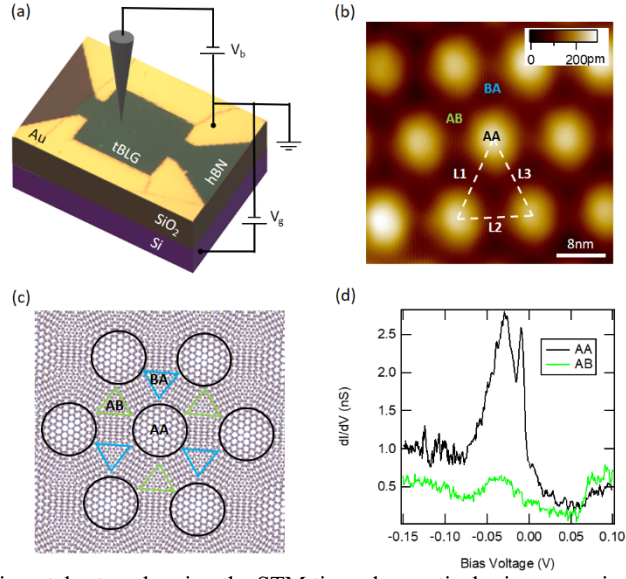 (a)
V_b
Au
tBLG
hBN
SiO₂
Si
V_g
(b)
0 200pm
BA
AB
AA
L1
L3
L2
8nm
(c)
BA
AB
AA
(d)
dI/dV (nS)
2.5
2.0
1.5
1.0
0.5
AA
AB
-0.15 -0.10 -0.05 0.00 0.05 0.10
Bias Voltage (V)